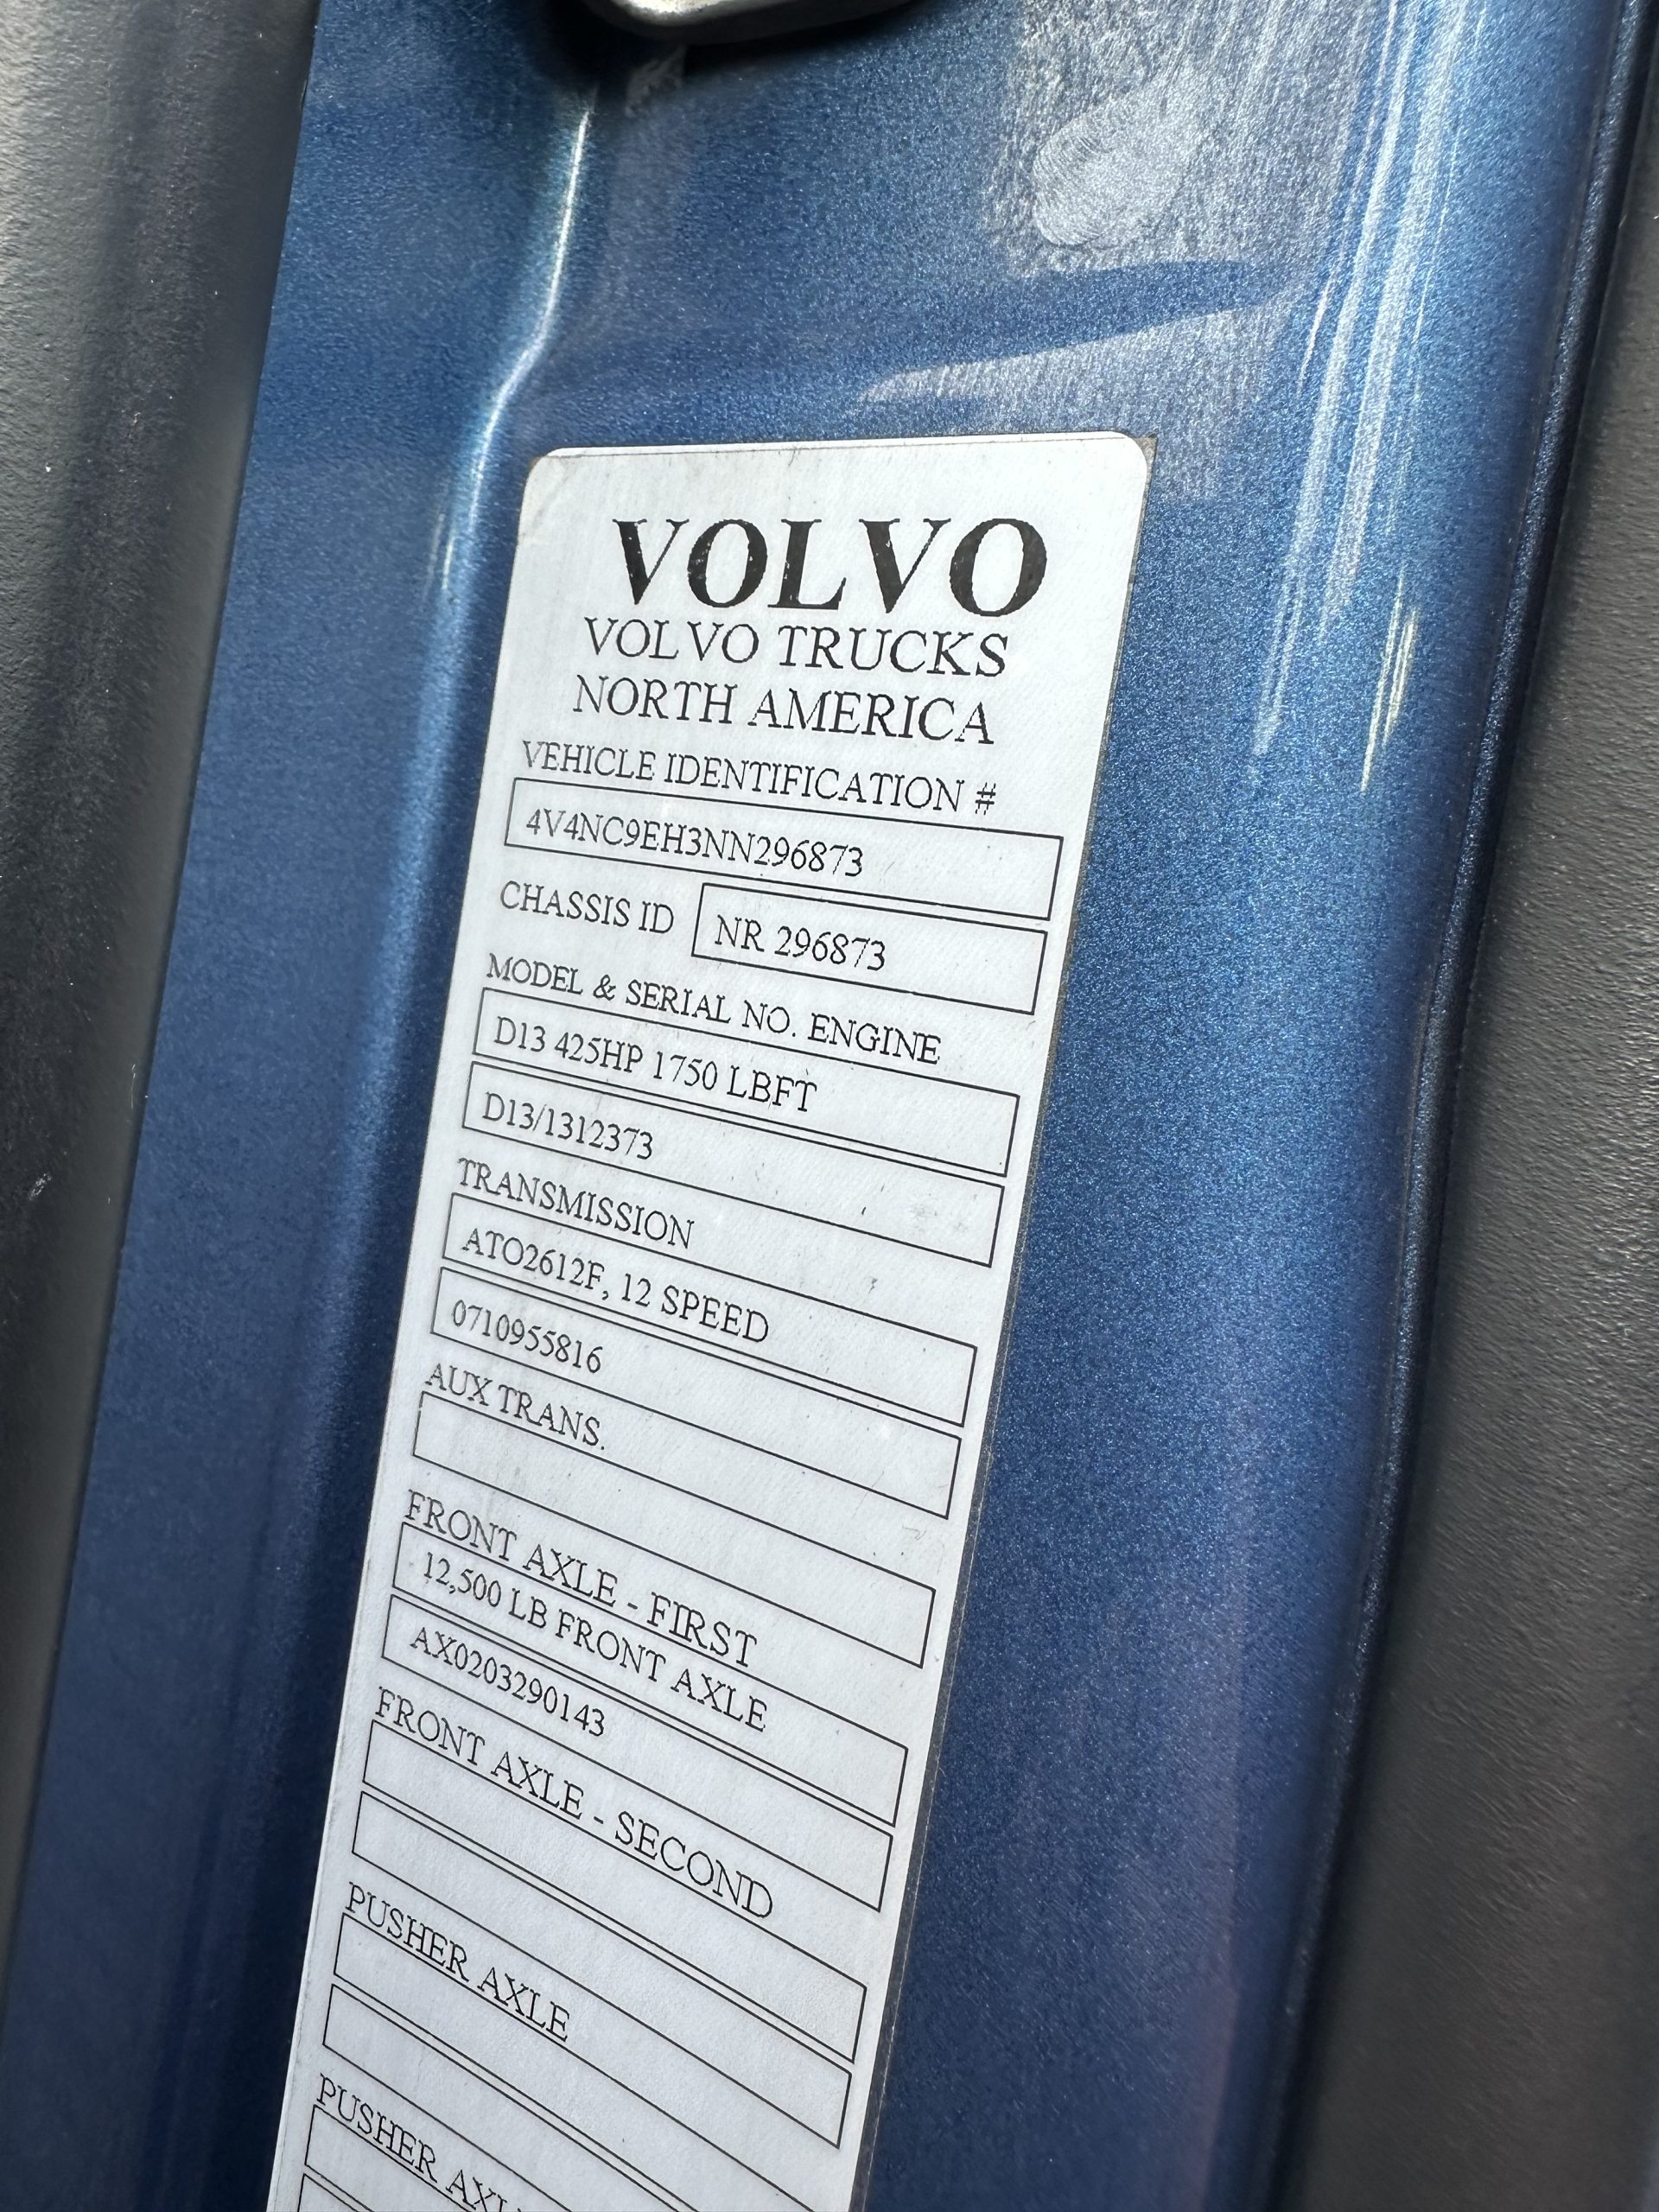 VOLVO
VOLVO TRUCKS
NORTH AMERICA
VEHICLE IDENTIFICATION #
4V4NC9EH3NN296873
CHASSIS ID NR 296873
MODEL & SERIAL NO. ENGINE
D13 425HP 1750 LBFT
D13/1312373
TRANSMISSION
ATO2612F, 12 SPEED
0710955816
AUX TRANS.
FRONT AXLE - FIRST
12,500 LB FRONT AXLE
AX0203290143
FRONT AXLE - SECOND
PUSHER AXLE
PUSHER